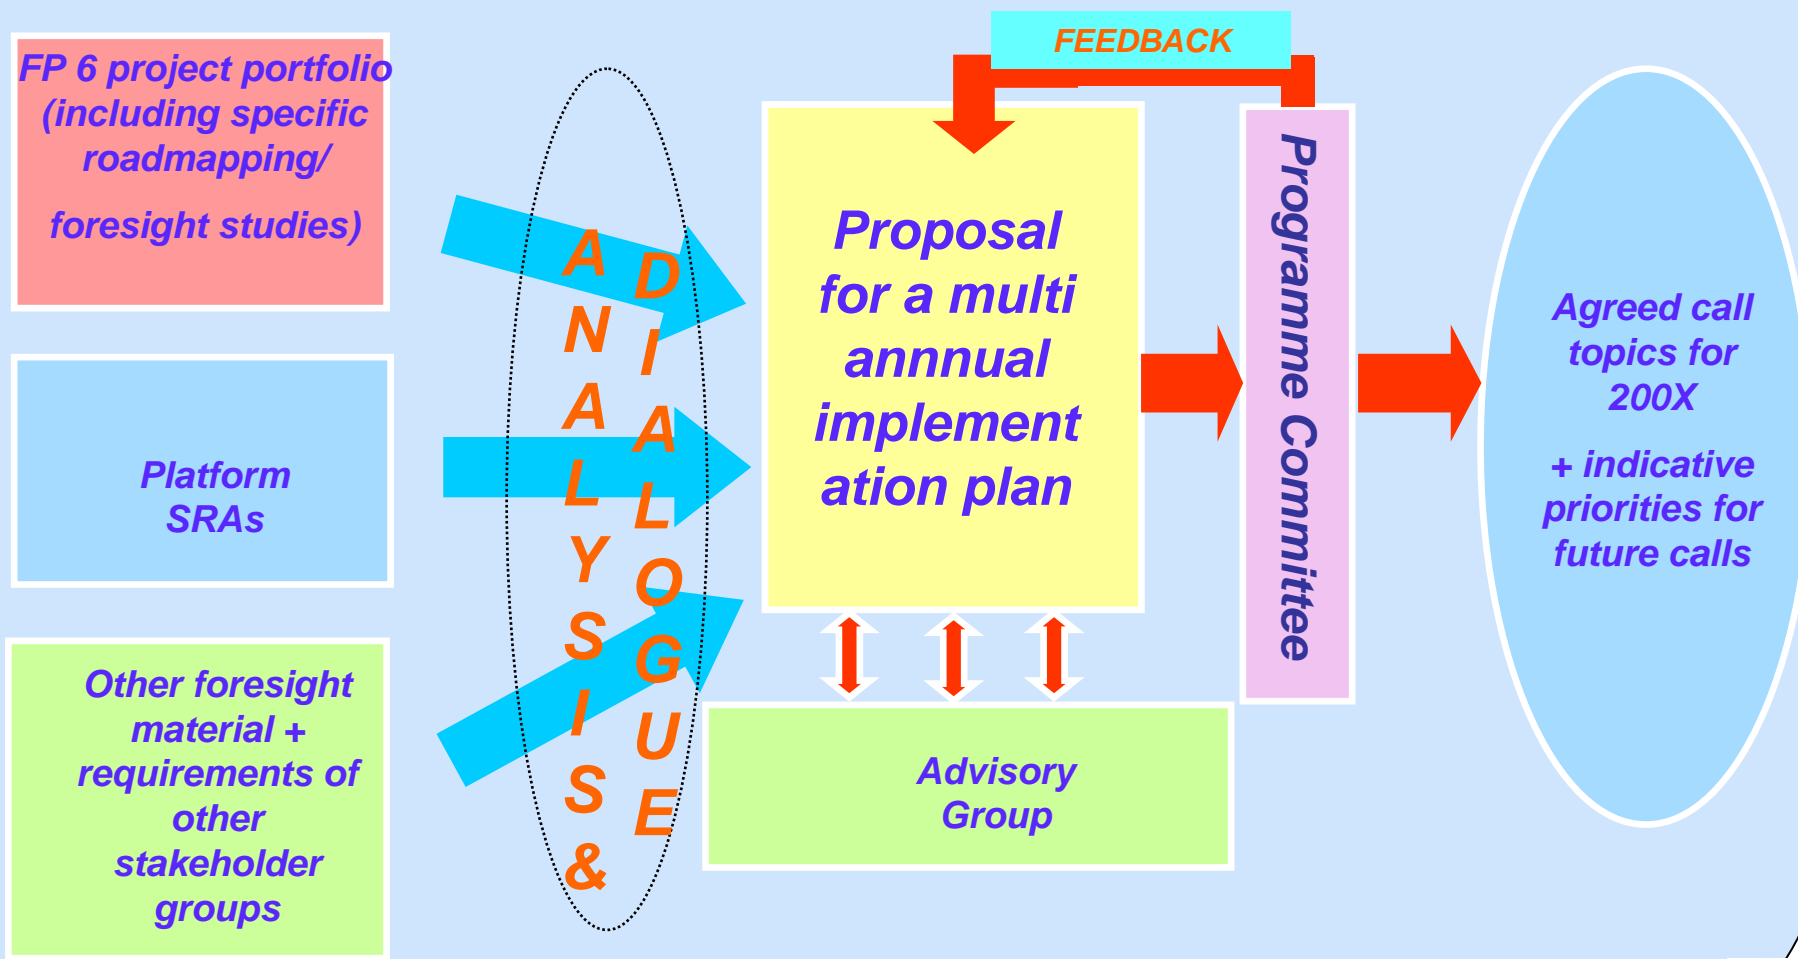 FP 6 project portfolio
(including specific
roadmapping/
foresight studies)
Platform
SRAs
Other foresight
material +
requirements of
other
stakeholder
groups
ANALYSIS &
DIALOGUE
FEEDBACK
Proposal
for a multi
annnual
implement
ation plan
Advisory
Group
Programme Committee
Agreed call
topics for
200X
+ indicative
priorities for
future calls